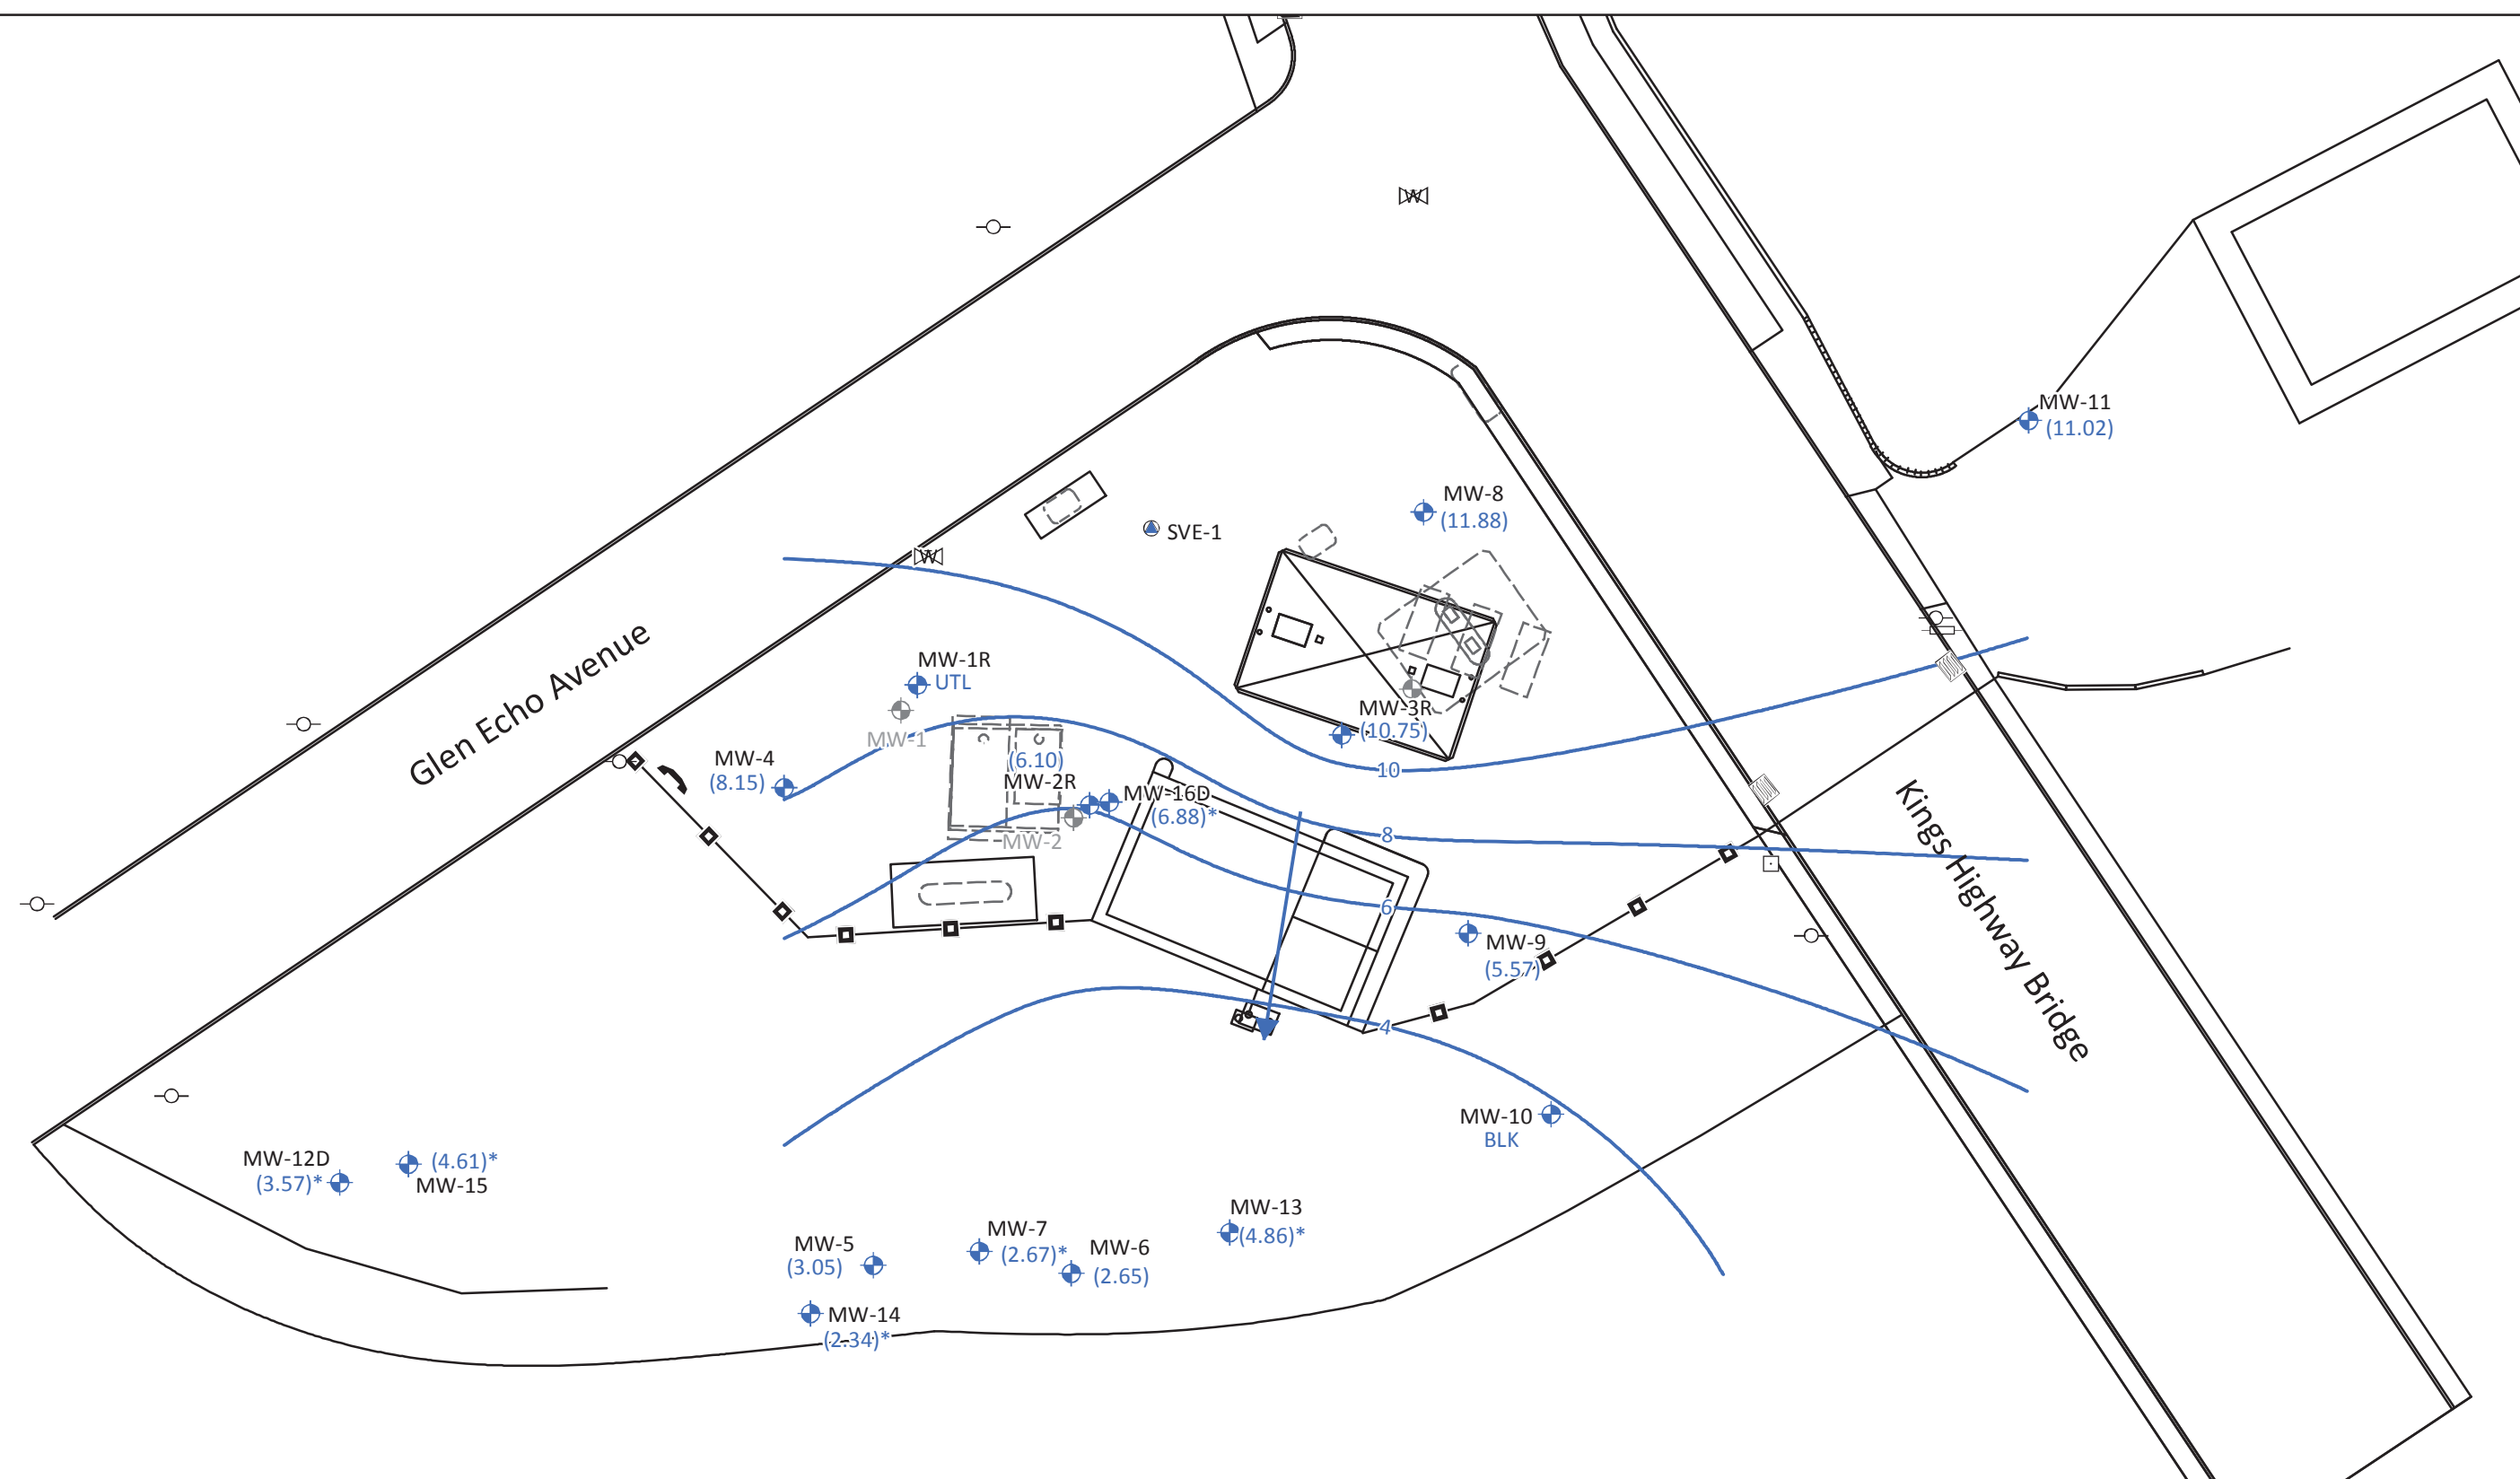 W
MW-11
(11.02)
MW-8
(11.88)
SVE-1
W
Glen Echo Avenue
MW-1R
UTL
MW-1
MW-3R
(10.75)
10
MW-4
(8.15)
(6.10)
MW-2R
MW-16D
(6.88)*
MW-2
8
Kings Highway Bridge
6
MW-9
(5.57)
4
MW-10
BLK
MW-12D
(3.57)*
(4.61)*
MW-15
MW-13
(4.86)*
MW-7
(2.67)*
MW-5
(3.05)
MW-6
(2.65)
MW-14
(2.34)*